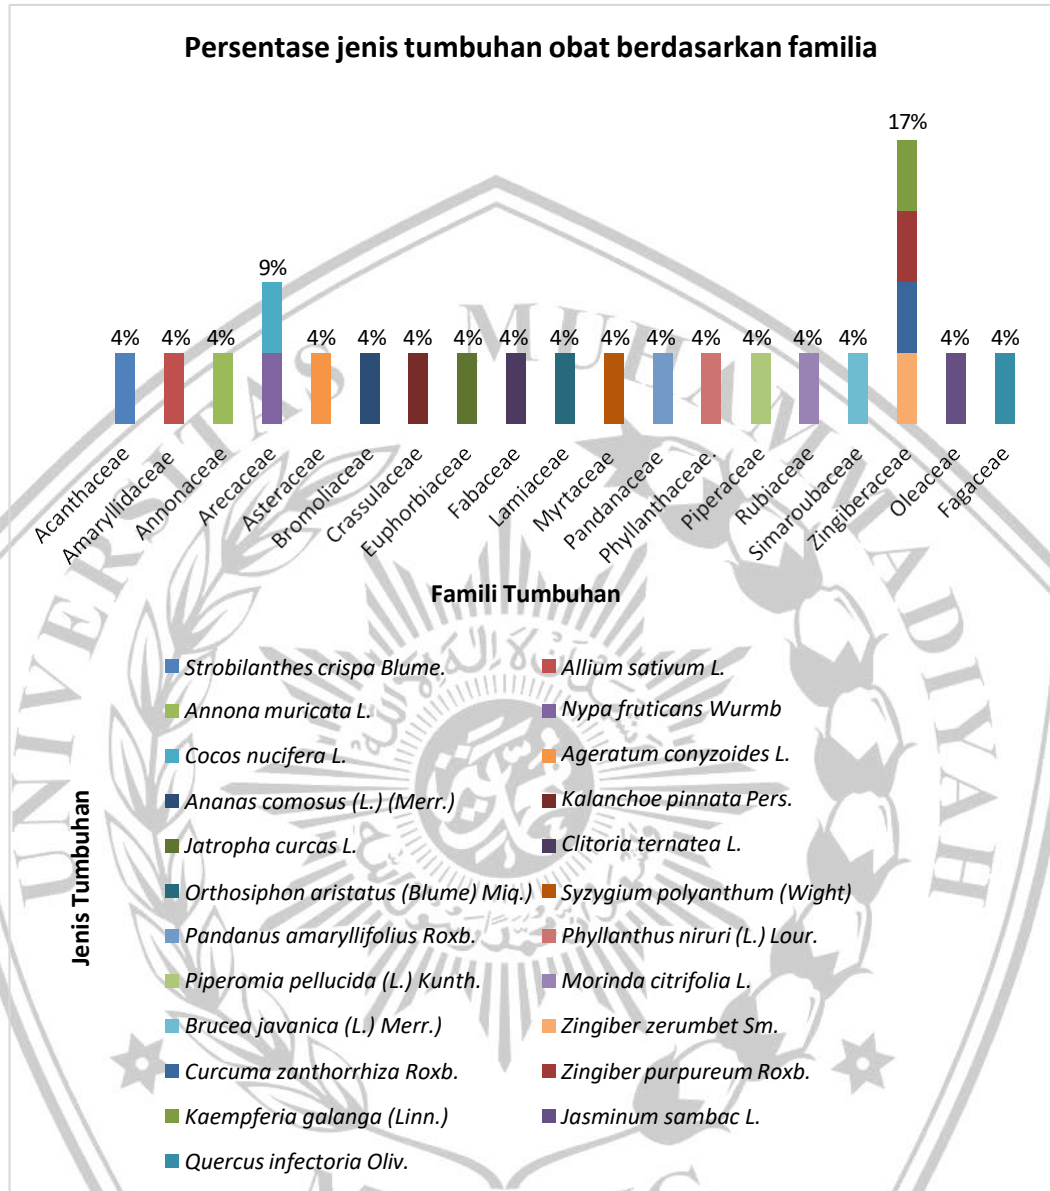 Persentase jenis tumbuhan obat berdasarkan familia
17%
9%
4% 4% 4% 4% 4% 4% 4% 4% 4% 4% 4% 4% 4% 4% 4% 4% 4%
Acanthaceae
Amaryllidaceae
Annonaceae
Arecaceae
Asteraceae
Bromoliaceae
Crassulaceae
Euphorbiaceae
Fabaceae
Lamiaceae
Myrtaceae
Pandanaceae
Phyllanthaceae.
Piperaceae
Rubiaceae
Simaroubaceae
Zingiberaceae
Oleaceae
Fagaceae
Famili Tumbuhan
Jenis Tumbuhan
Strobilanthes crispa Blume. Allium sativum L.
Annona muricata L. Nypa fruticans Wurmb
Cocos nucifera L. Ageratum conyzoides L.
Ananas comosus (L.) (Merr.) Kalanchoe pinnata Pers.
Jatropha curcas L. Clitoria ternatea L.
Orthosiphon aristatus (Blume) Miq.) Syzygium polyanthum (Wight)
Pandanus amaryllifolius Roxb. Phyllanthus niruri (L.) Lour.
Piperomia pellucida (L.) Kunth. Morinda citrifolia L.
Brucea javanica (L.) Merr.) Zingiber zerumbet Sm.
Curcuma zanthorrhiza Roxb. Zingiber purpureum Roxb.
Kaempferia galanga (Linn.) Jasminum sambac L.
Quercus infectoria Oliv.
UNIVERSITAS MUHAMMADIYAH